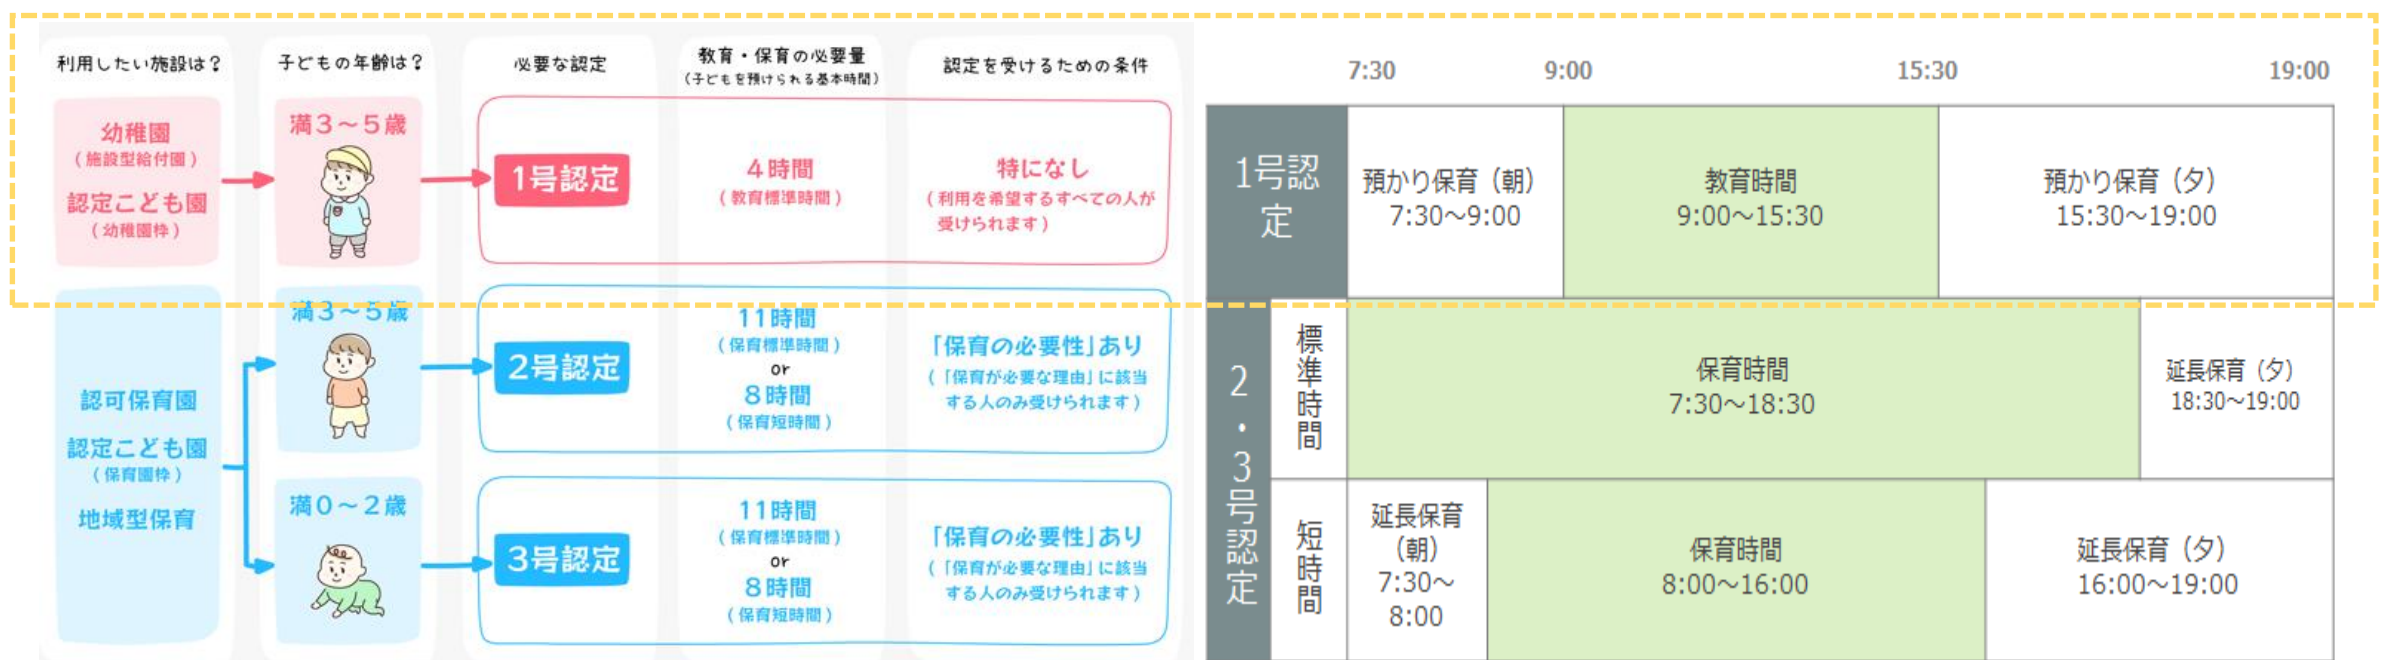 利用したい施設は?
子どもの年齢は?
必要な認定
教育・保育の必要量
(子どもを預けられる基本時間)
認定を受けるための条件
幼稚園
(施設型給付園)
認定こども園
(幼稚園枠)
満3~5歳
1号認定
4時間
(教育標準時間)
特になし
(利用を希望するすべての人が
受けられます)
認可保育園
認定こども園
(保育園枠)
地域型保育
満3~5歳
2号認定
11時間
(保育標準時間)
or
8時間
(保育短時間)
「保育の必要性」あり
(「保育が必要な理由」に該当
する人のみ受けられます)
満0~2歳
3号認定
11時間
(保育標準時間)
or
8時間
(保育短時間)
「保育の必要性」あり
(「保育が必要な理由」に該当
する人のみ受けられます)
7:30
9:00
15:30
19:00
1号認
定
預かり保育(朝)
7:30~9:00
教育時間
9:00~15:30
預かり保育(夕)
15:30~19:00
2・3号認定
標準時間
保育時間
7:30~18:30
延長保育(夕)
18:30~19:00
短時間
延長保育
(朝)
7:30~
8:00
保育時間
8:00~16:00
延長保育(夕)
16:00~19:00